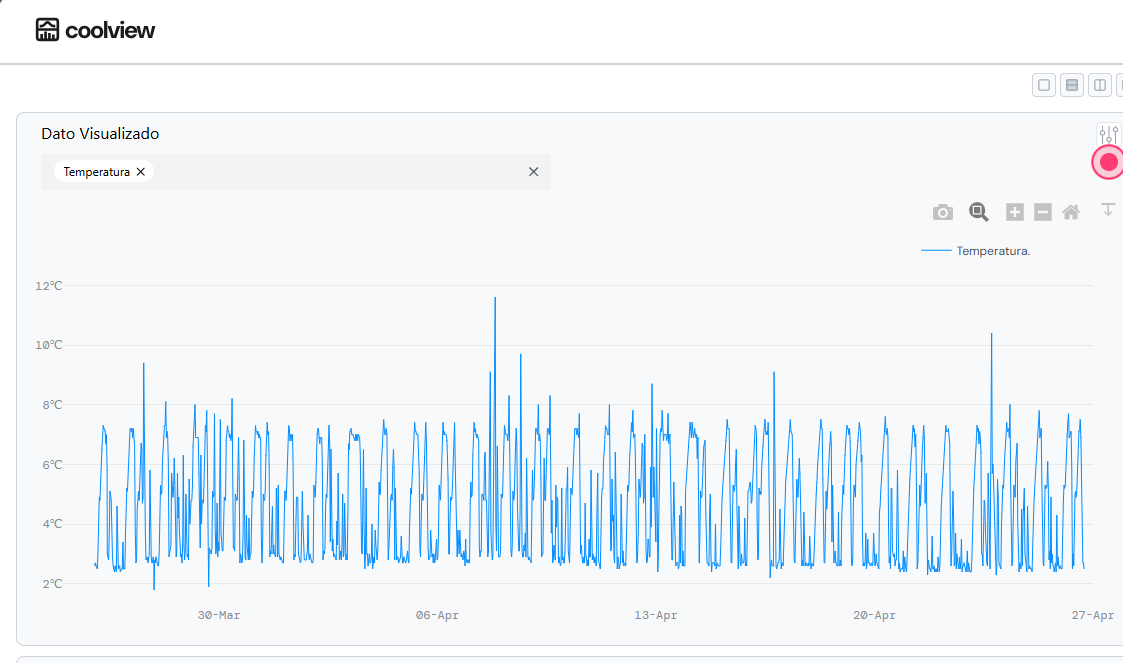 coolview
Dato Visualizado
Temperatura
Temperatura.
12°C
10°C
8°C
6°C
4°C
2°C
30-Mar 06-Apr 13-Apr 20-Apr 27-Apr